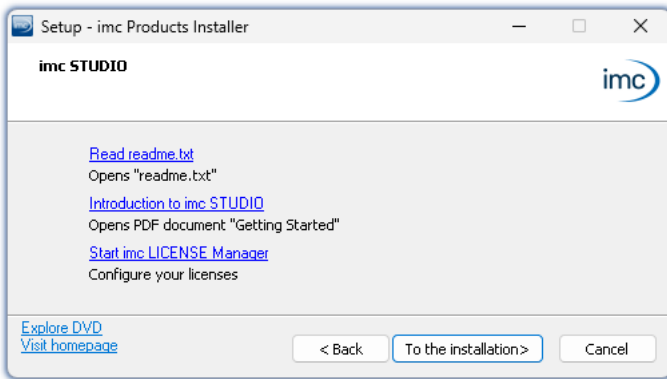 Setup - imc Products Installer
imc STUDIO
imc
Read readme.txt
Opens "readme.txt"
Introduction to imc STUDIO
Opens PDF document "Getting Started"
Start imc LICENSE Manager
Configure your licenses
Explore DVD
Visit homepage
< Back
To the installation>
Cancel